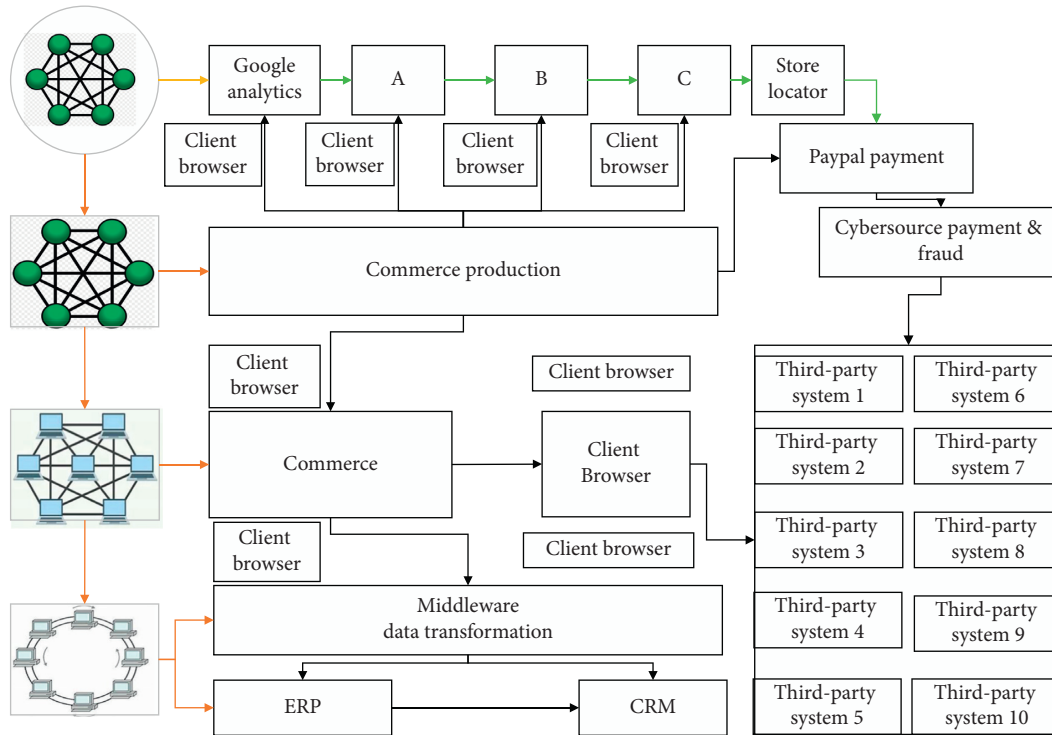 Google
analytics
A
B
C
Store
locator
Client
browser
Client
browser
Client
browser
Client
browser
Paypal payment
Cybersource payment &
fraud
Commerce production
Client
browser
Client browser
Commerce
Client
Browser
Client
browser
Client browser
Middleware
data transformation
ERP
CRM
Third-party
system 1
Third-party
system 6
Third-party
system 2
Third-party
system 7
Third-party
system 3
Third-party
system 8
Third-party
system 4
Third-party
system 9
Third-party
system 5
Third-party
system 10